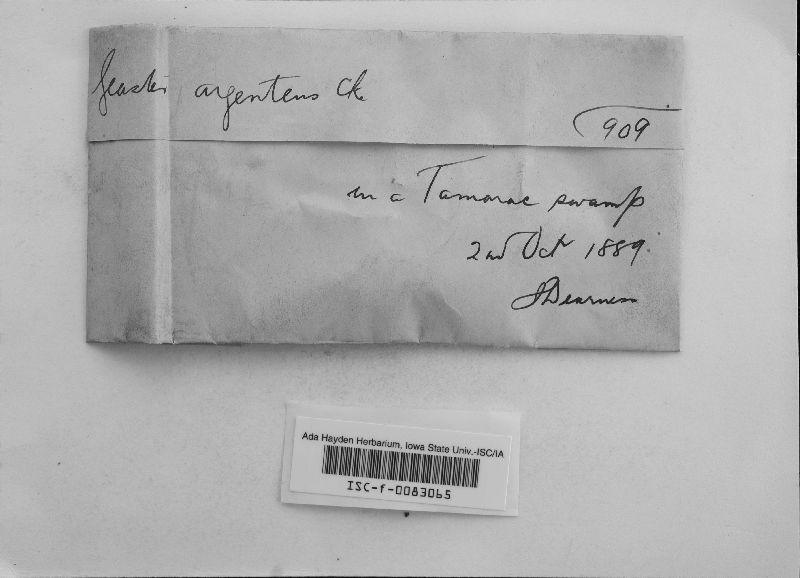 Geaster argenteus Ck
909
in a Tamarac swamp
2nd Oct 1889.
J Dearness
Ada Hayden Herbarium, Iowa State Univ.-ISC/IA
ISC-f-0083065